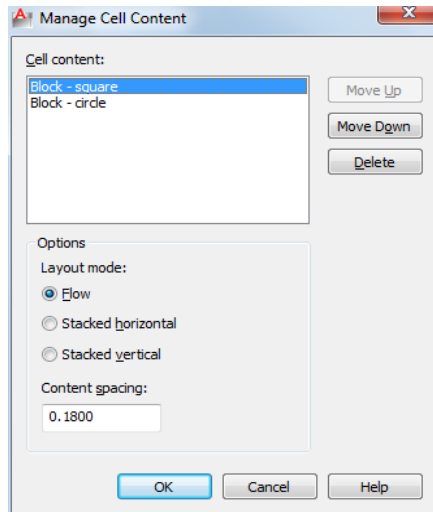 Manage Cell Content
Cell content:
Block - square
Block - circle
Move Up
Move Down
Delete
Options
Layout mode:
Flow
Stacked horizontal
Stacked vertical
Content spacing:
0.1800
OK Cancel Help